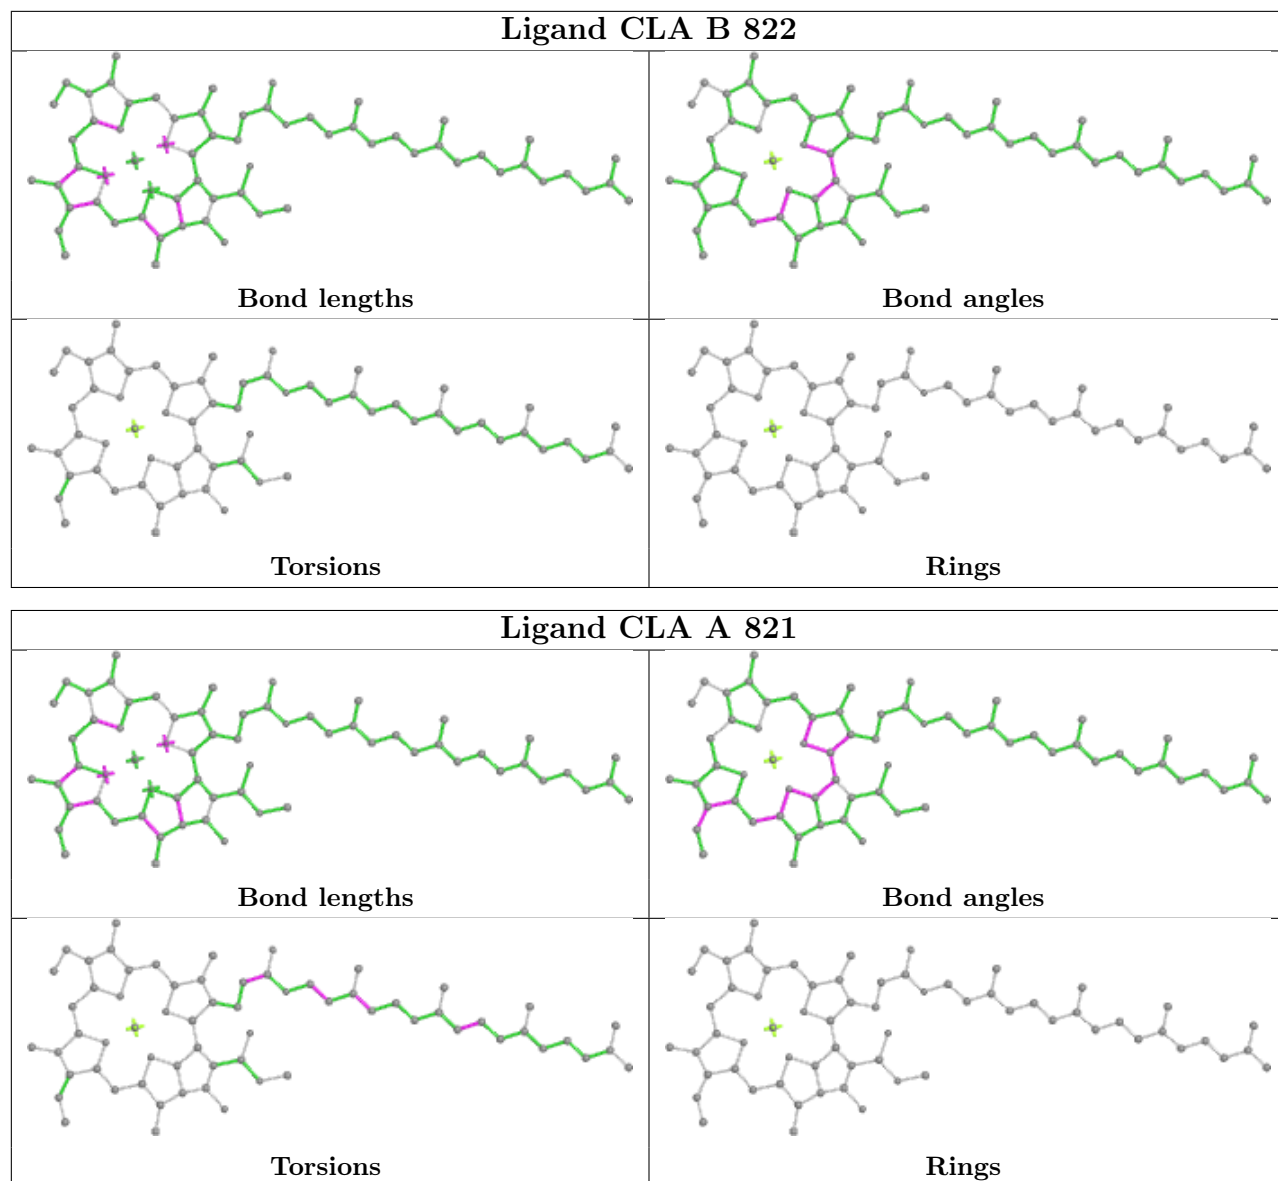 Ligand CLA B 822
Bond lengths
Bond angles
Torsions
Rings
Ligand CLA A 821
Bond lengths
Bond angles
Torsions
Rings